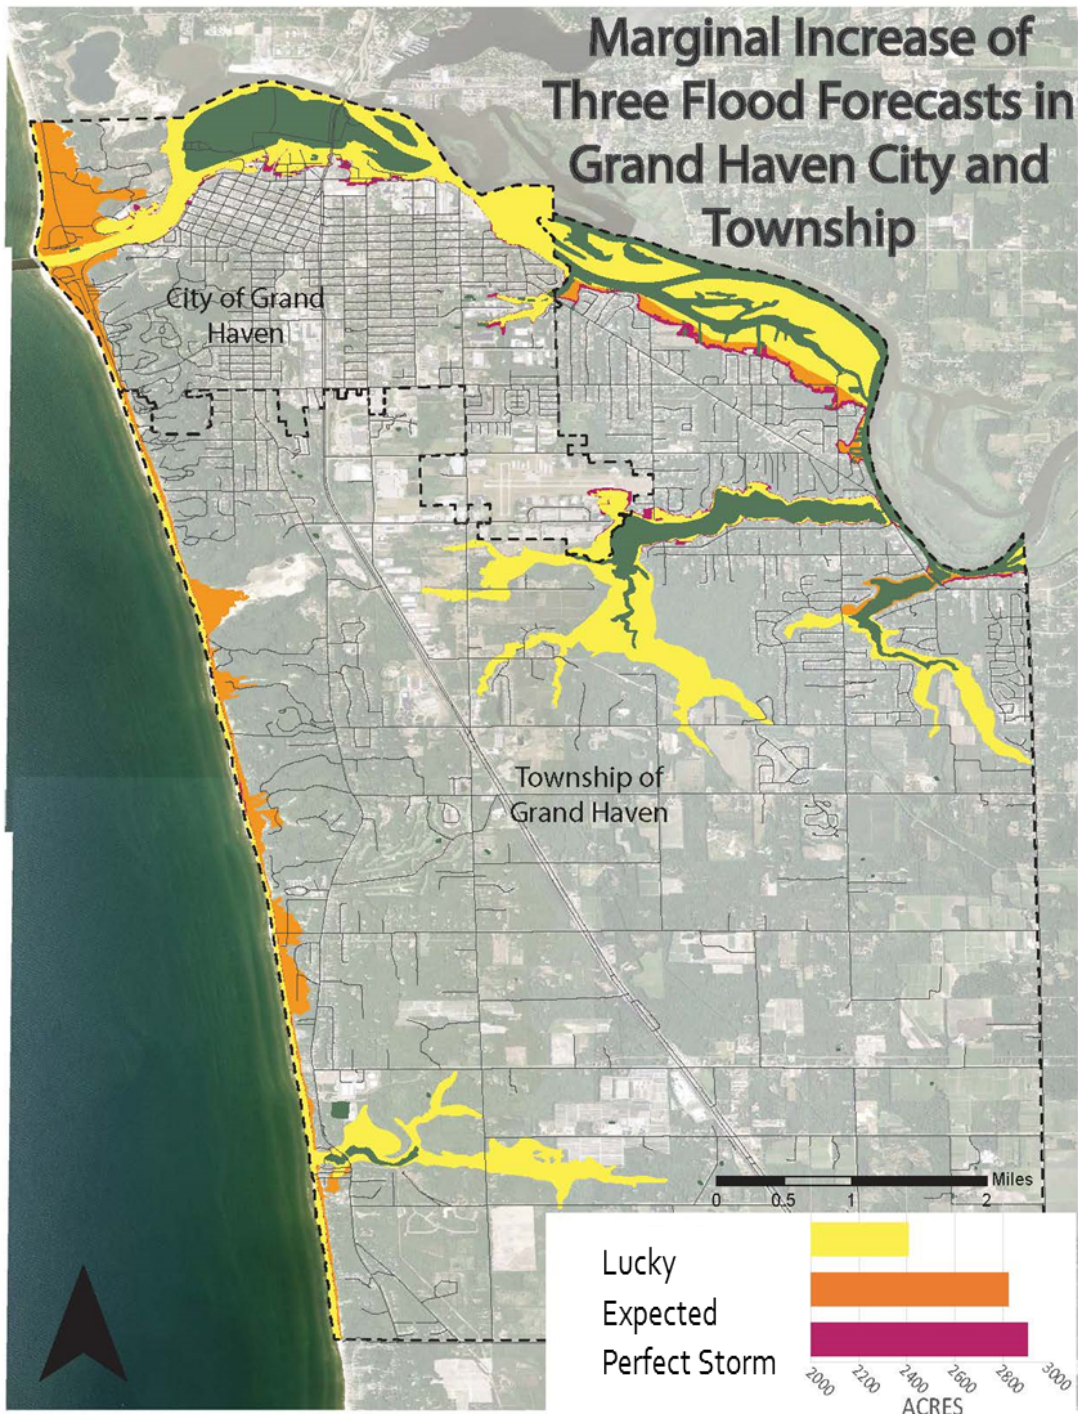 Marginal Increase of
Three Flood Forecasts in
Grand Haven City and
Township
City of Grand
Haven
Township of
Grand Haven
Miles
0 0.5 1 2
Lucky
Expected
Perfect Storm
2000 2200 2400 2600 2800 3000
ACRES